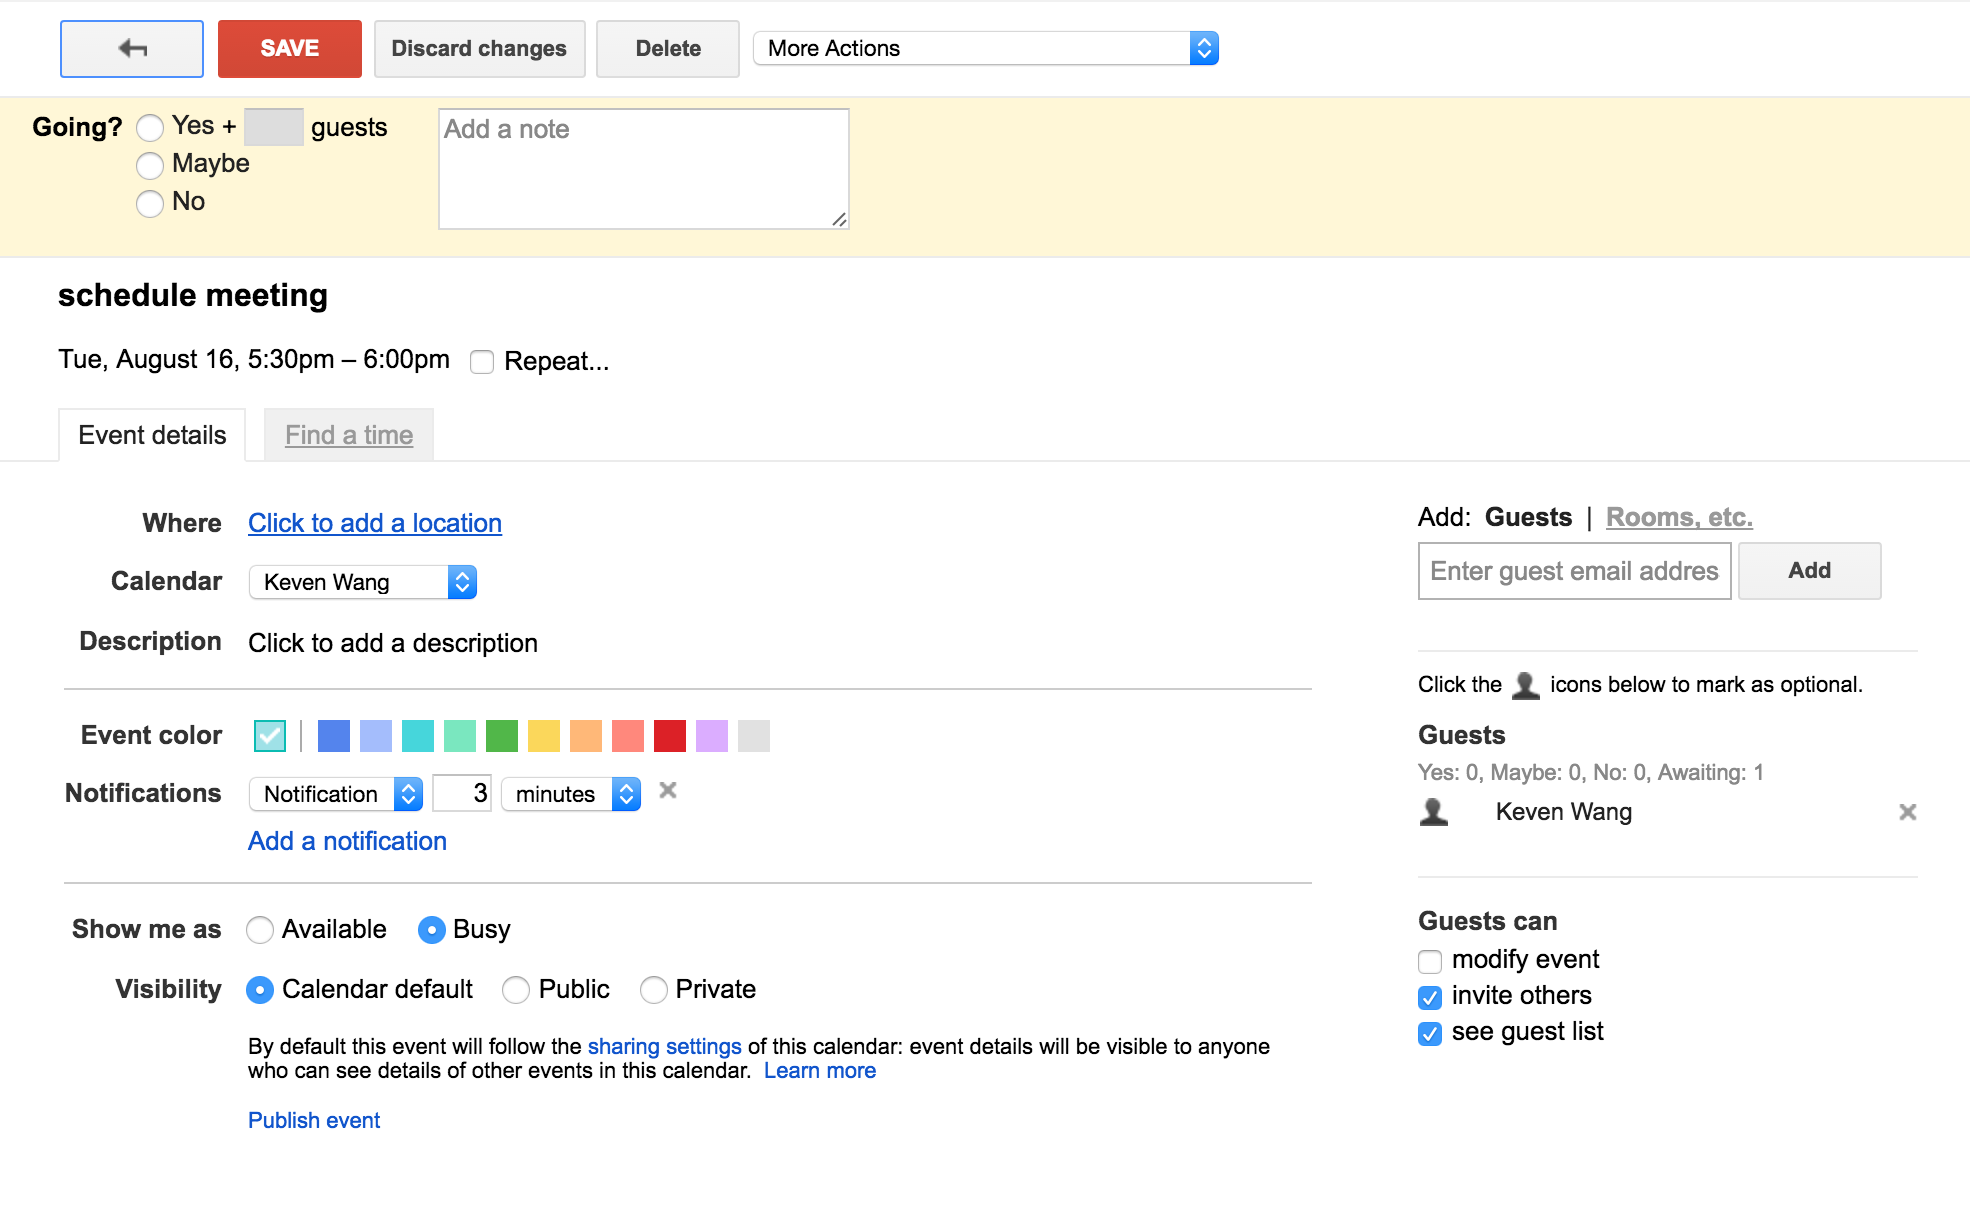 SAVE Discard changes Delete More Actions
Going? Yes + guests Add a note
Maybe
No
schedule meeting
Tue, August 16, 5:30pm – 6:00pm Repeat...
Event details Find a time
Where Click to add a location
Calendar Keven Wang
Description Click to add a description
Event color
Notifications Notification 3 minutes
Add a notification
Show me as Available Busy
Visibility Calendar default Public Private
By default this event will follow the sharing settings of this calendar: event details will be visible to anyone
who can see details of other events in this calendar. Learn more
Publish event
Add: Guests | Rooms, etc.
Enter guest email addres Add
Click the icons below to mark as optional.
Guests
Yes: 0, Maybe: 0, No: 0, Awaiting: 1
Keven Wang
Guests can
modify event
invite others
see guest list